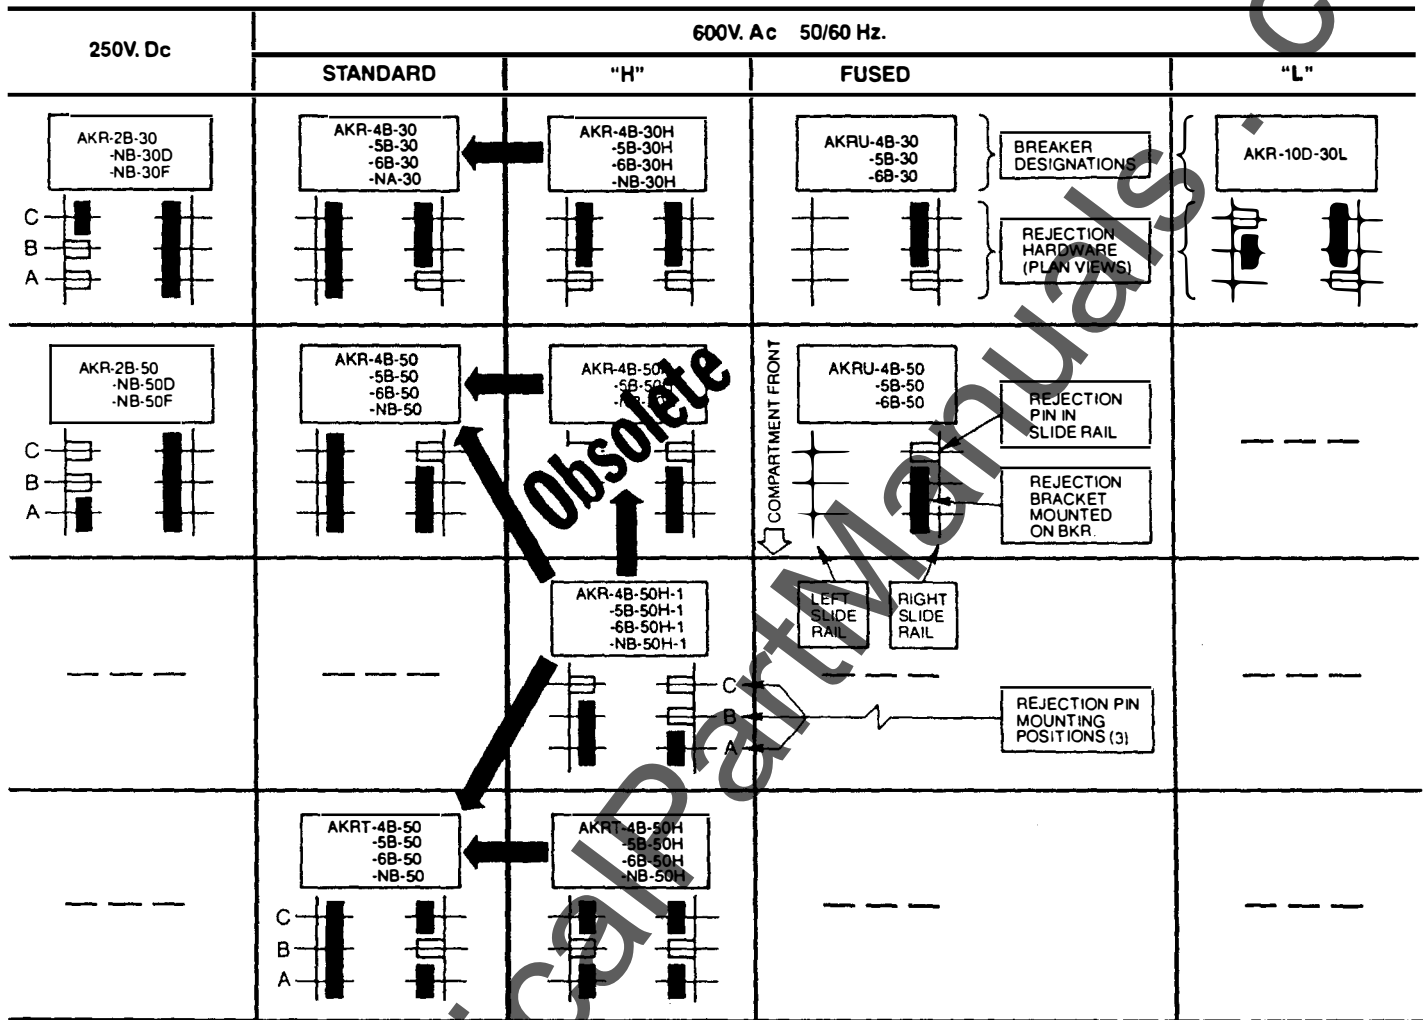 250V. Dc
600V. Ac 50/60 Hz.
STANDARD
"H"
FUSED
"L"
AKR-2B-30
-NB-30D
-NB-30F
AKR-4B-30
-5B-30
-6B-30
-NA-30
AKR-4B-30H
-5B-30H
-6B-30H
-NB-30H
AKRU-4B-30
-5B-30
-6B-30
BREAKER
DESIGNATIONS
AKR-10D-30L
C
B
A
REJECTION
HARDWARE
(PLAN VIEWS)
AKR-2B-50
-NB-50D
-NB-50F
AKR-4B-50
-5B-50
-6B-50
-NB-50
AKR-4B-50
Obsolete
COMPARTMENT FRONT
AKRU-4B-50
-5B-50
-6B-50
REJECTION
PIN IN
SLIDE RAIL
C
B
A
REJECTION
BRACKET
MOUNTED
ON BKR.
AKR-4B-50H-1
-5B-50H-1
-6B-50H-1
-NB-50H-1
LEFT
SLIDE
RAIL
RIGHT
SLIDE
RAIL
C
B
A
REJECTION PIN
MOUNTING
POSITIONS (3)
AKRT-4B-50
-5B-50
-6B-50
-NB-50
AKRT-4B-50H
-5B-50H
-6B-50H
-NB-50H
C
B
A
icalPartManuals . c